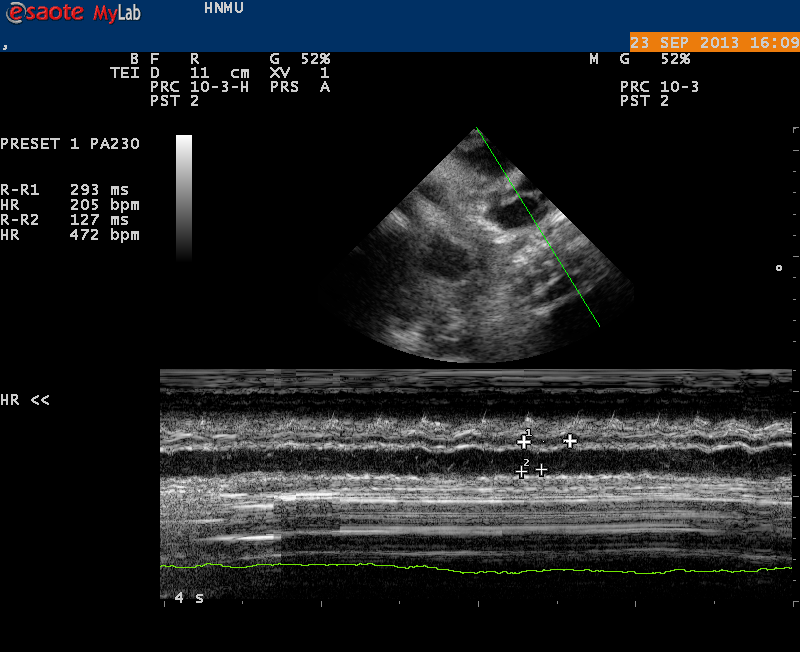 esaote MyLab
HNMU
,
23 SEP 2013 16:09
B F R G 52%
TEI D 11 cm XV 1
PRC 10-3-H PRS A
PST 2
M G 52%
PRC 10-3
PST 2
PRESET 1 PA230
R-R1 293 ms
HR 205 bpm
R-R2 127 ms
HR 472 bpm
HR <<
1
2
4 s